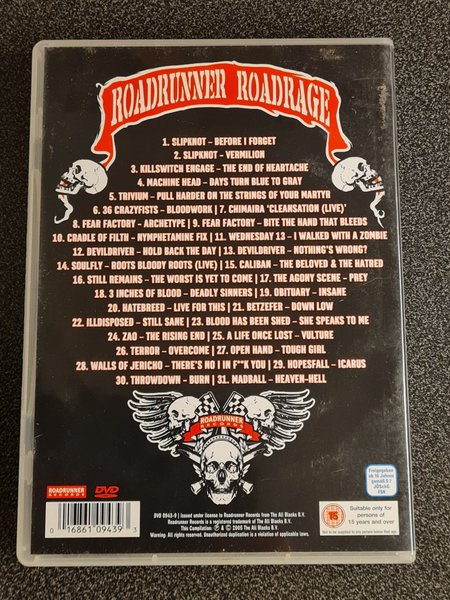 ROADRUNNER ROADRAGE
1. SLIPKNOT – BEFORE I FORGET
2. SLIPKNOT – VERMILION
3. KILLSWITCH ENGAGE – THE END OF HEARTACHE
4. MACHINE HEAD – DAYS TURN BLUE TO GRAY
5. TRIVIUM – PULL HARDER ON THE STRINGS OF YOUR MARTYR
6. 36 CRAZYFISTS – BLOODWORK | 7. CHIMAIRA 'CLEANSATION (LIVE)'
8. FEAR FACTORY – ARCHETYPE | 9. FEAR FACTORY – BITE THE HAND THAT BLEEDS
10. CRADLE OF FILTH – NYMPHETAMINE FIX | 11. WEDNESDAY 13 – I WALKED WITH A ZOMBIE
12. DEVILDRIVER – HOLD BACK THE DAY | 13. DEVILDRIVER – NOTHING'S WRONG?
14. SOULFLY – ROOTS BLOODY ROOTS (LIVE) | 15. CALIBAN – THE BELOVED & THE HATRED
16. STILL REMAINS – THE WORST IS YET TO COME | 17. THE AGONY SCENE – PREY
18. 3 INCHES OF BLOOD – DEADLY SINNERS | 19. OBITUARY – INSANE
20. HATEBREED – LIVE FOR THIS | 21. BETZEFER – DOWN LOW
22. ILLDISPOSED – STILL SANE | 23. BLOOD HAS BEEN SHED – SHE SPEAKS TO ME
24. ZAO – THE RISING END | 25. A LIFE ONCE LOST – VULTURE
26. TERROR – OVERCOME | 27. OPEN HAND – TOUGH GIRL
28. WALLS OF JERICHO – THERE'S NO I IN F**K YOU | 29. HOPESFALL – ICARUS
30. THROWDOWN – BURN | 31. MADBALL – HEAVEN-HELL
ROADRUNNER
RECORDS
ROADRUNNER
RECORDS
DVD
0 16861 09439 3
DVD 0943-9 | Issued under license to Roadrunner Records from The All Blacks B.V.
Roadrunner Records is a registered trademark of The All Blacks B.V.
This Compilation ℗ & © 2005 The All Blacks B.V.
Warning: All rights reserved. Unauthorized duplication is a violation of applicable laws.
Freigegeben
ab 16 Jahren
gemäß § 7
JÖSchG
FSK
15
Suitable only for
persons of
15 years and over
Not to be supplied to any person below that age